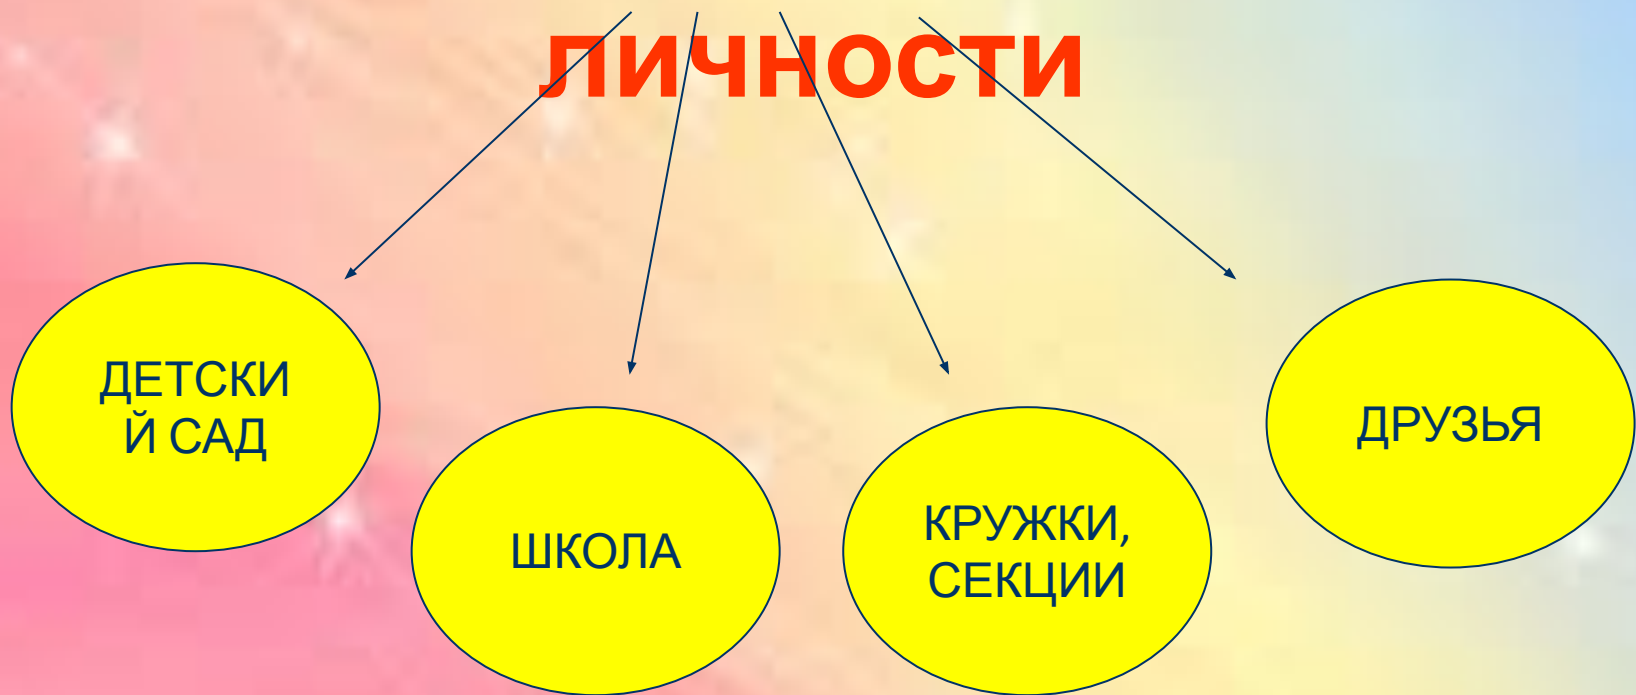 личности
ДЕТСКИ
Й САД
ШКОЛА
КРУЖКИ,
СЕКЦИИ
ДРУЗЬЯ